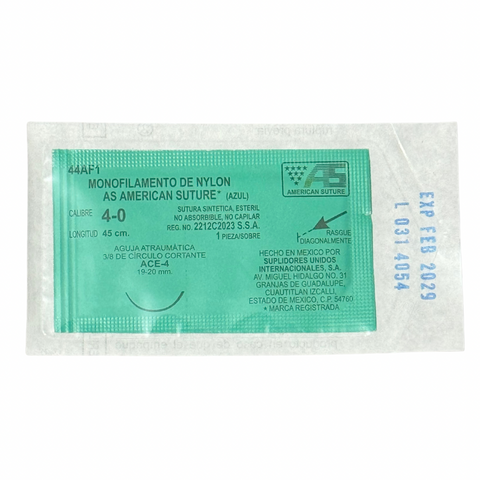 44AF1
MONOFILAMENTO DE NYLON
AS AMERICAN SUTURE* (AZUL)
CALIBRE 4-0
LONGITUD 45 cm.
SUTURA SINTETICA, ESTERIL
NO ABSORBIBLE, NO CAPILAR
REG. NO. 2212C2023 S.S.A.
1 PIEZA/SOBRE
AGUJA ATRAUMÁTICA
3/8 DE CÍRCULO CORTANTE
ACE-4
19-20 mm.
AS
AMERICAN SUTURE
RASGUE
DIAGONALMENTE
HECHO EN MEXICO POR
SUPLIDORES UNIDOS
INTERNACIONALES, S.A.
AV. MIGUEL HIDALGO NO. 31
GRANJAS DE GUADALUPE,
CUAUTITLAN IZCALLI
ESTADO DE MEXICO, C.P. 54760
* MARCA REGISTRADA
EXP FEB 2029
L 031 4054